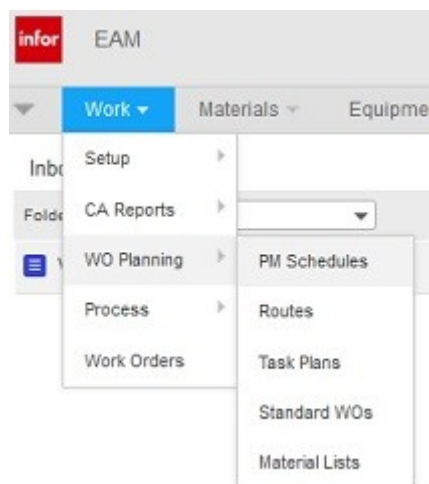 infor EAM
Work Materials Equipme
Inbo
Setup
Folde
CA Reports
WO Planning PM Schedules
Process Routes
Work Orders Task Plans
Standard WOs
Material Lists